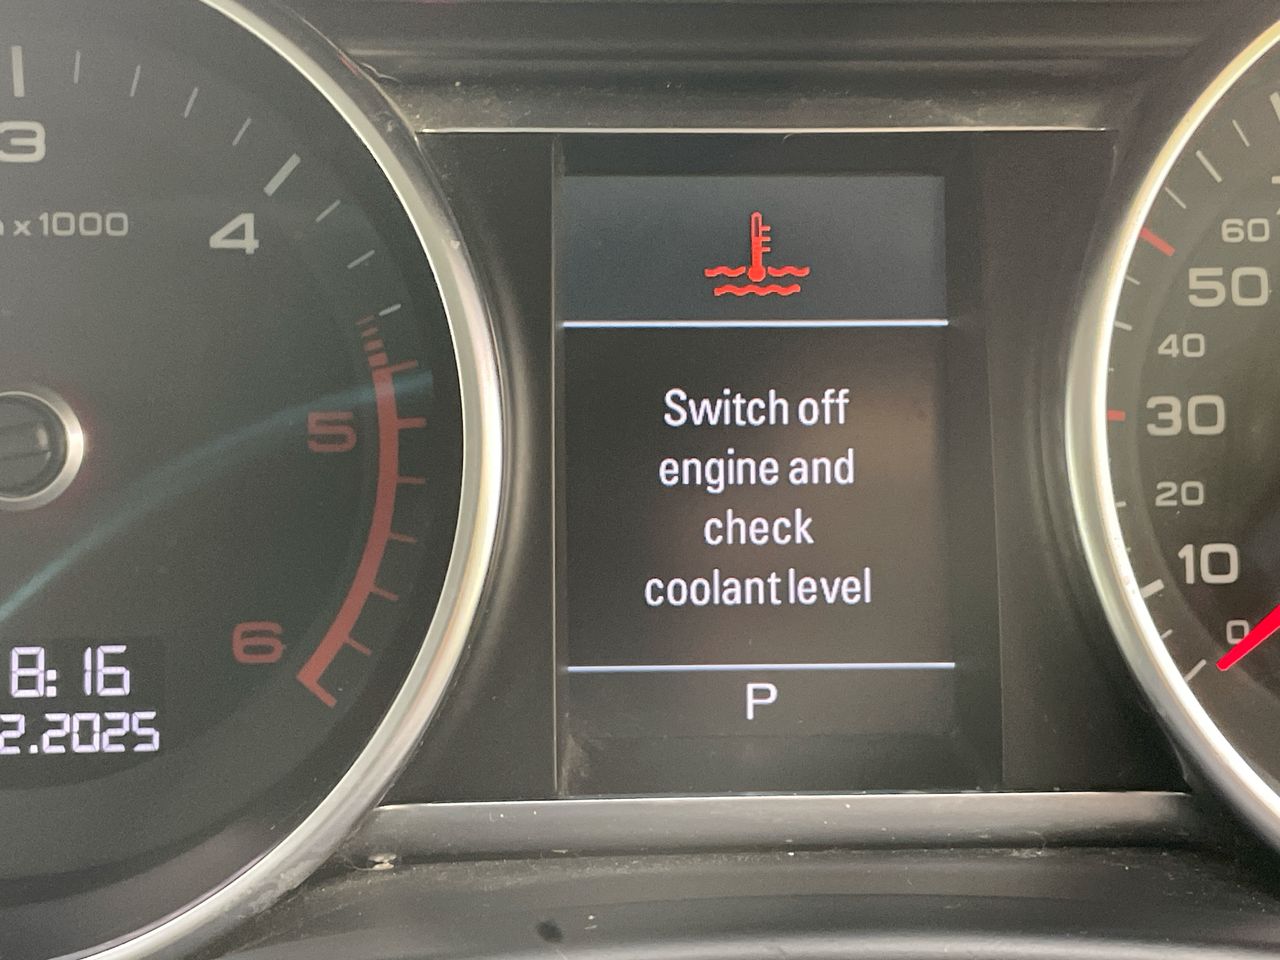 3
x 1000
4
5
6
8:16
2.2025
Switch off
engine and
check
coolant level
P
60
50
40
30
20
10
0